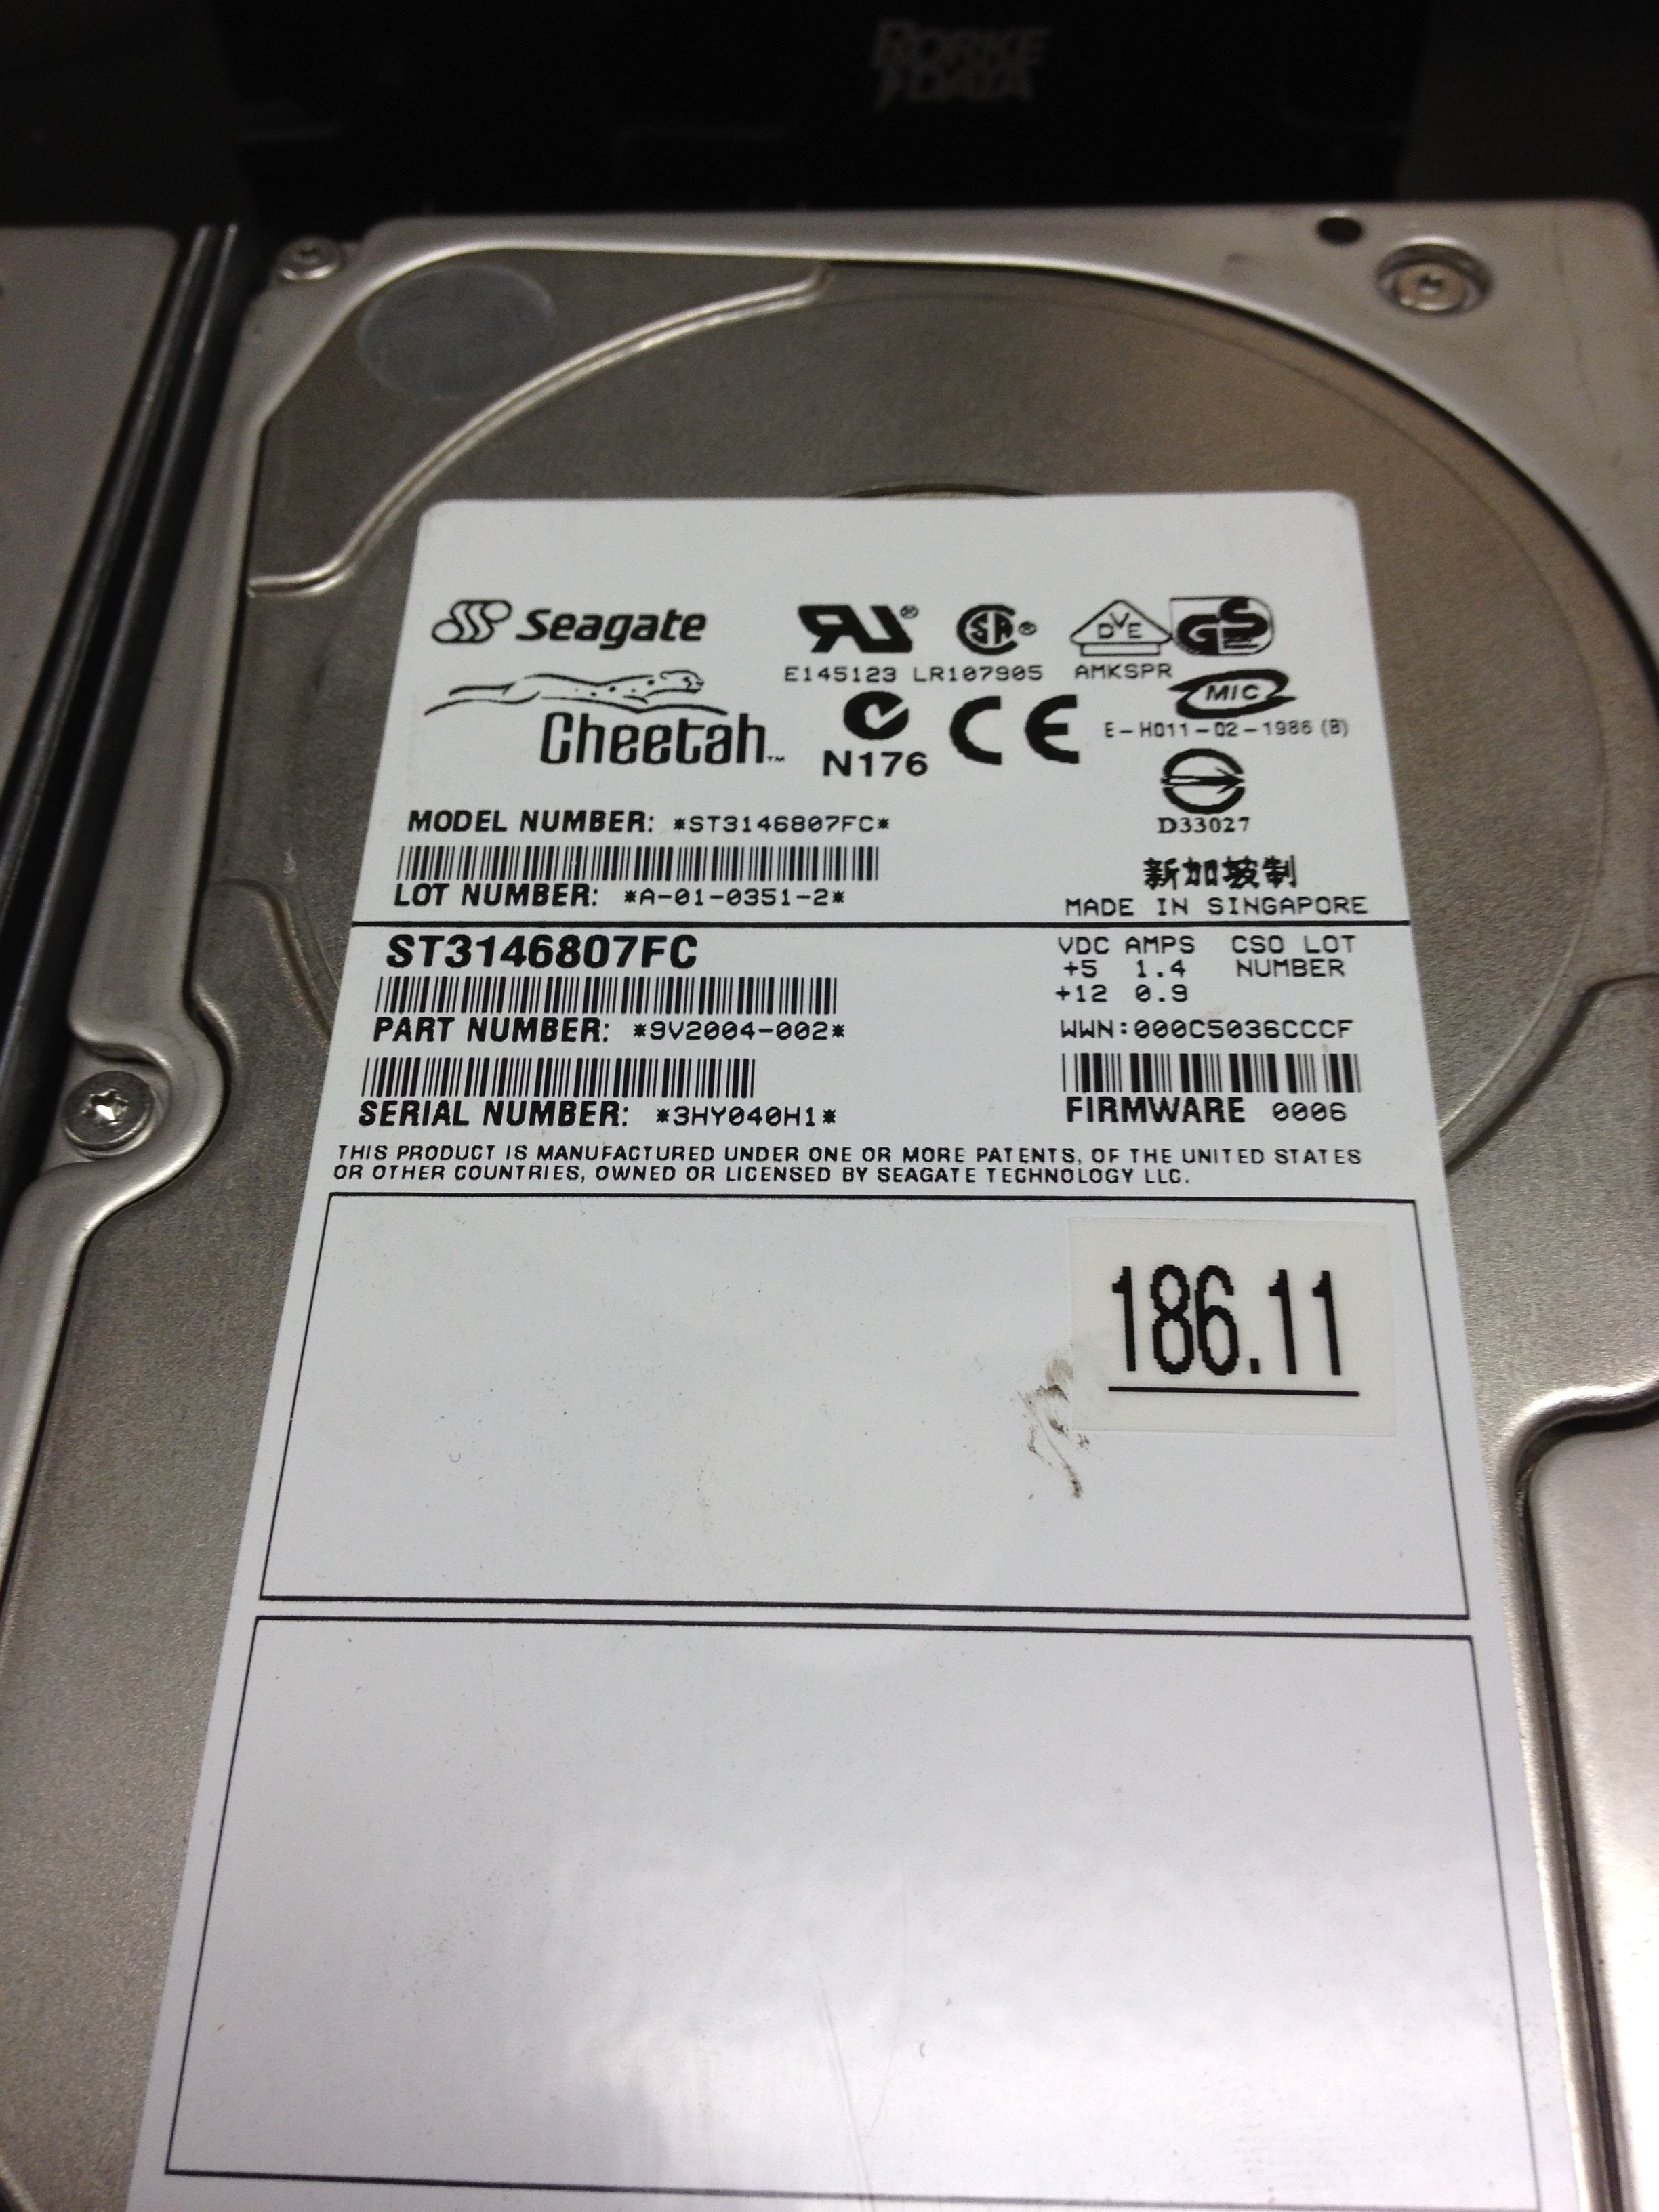 RORKE
DATA
Seagate
Cheetah™
E145123 LR107905 AMKSPR
N176
MIC
E-H011-02-1986 (B)
D33027
MODEL NUMBER: *ST3146807FC*
LOT NUMBER: *A-01-0351-2*
新加坡制
MADE IN SINGAPORE
ST3146807FC
PART NUMBER: *9V2004-002*
SERIAL NUMBER: *3HY040H1*
VDC AMPS CSO LOT
+5 1.4 NUMBER
+12 0.9
WWN:000C5036CCCF
FIRMWARE 0006
THIS PRODUCT IS MANUFACTURED UNDER ONE OR MORE PATENTS, OF THE UNITED STATES
OR OTHER COUNTRIES, OWNED OR LICENSED BY SEAGATE TECHNOLOGY LLC.
186.11